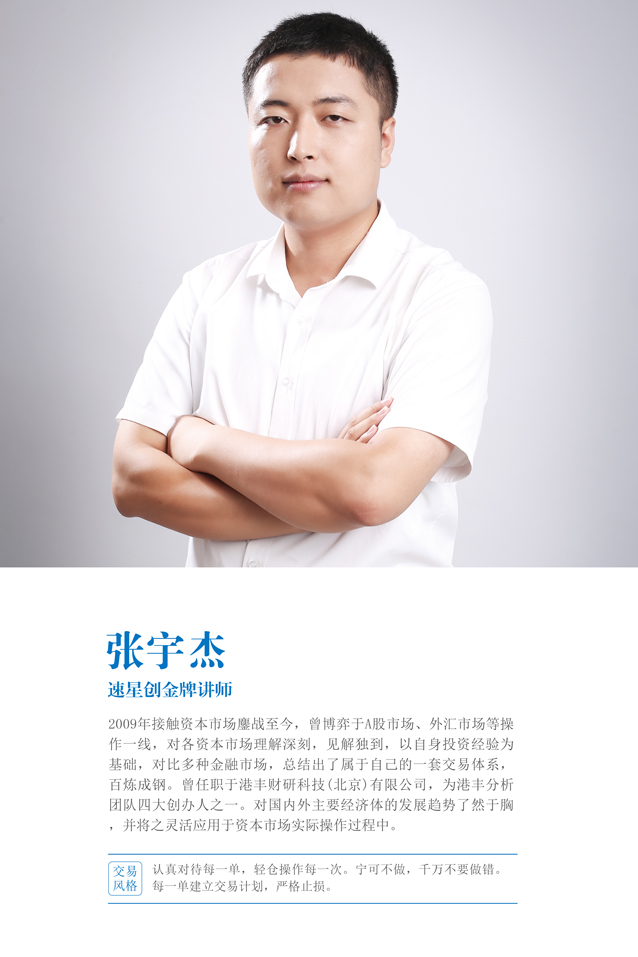 张宇杰
速星创金牌讲师
2009年接触资本市场鏖战至今，曾博弈于A股市场、外汇市场等操
作一线，对各资本市场理解深刻，见解独到，以自身投资经验为
基础，对比多种金融市场，总结出了属于自己的一套交易体系，
百炼成钢。曾任职于港丰财研科技(北京)有限公司，为港丰分析
团队四大创办人之一。对国内外主要经济体的发展趋势了然于胸
，并将之灵活应用于资本市场实际操作过程中。
交易
风格
认真对待每一单，轻仓操作每一次。宁可不做，千万不要做错。
每一单建立交易计划，严格止损。